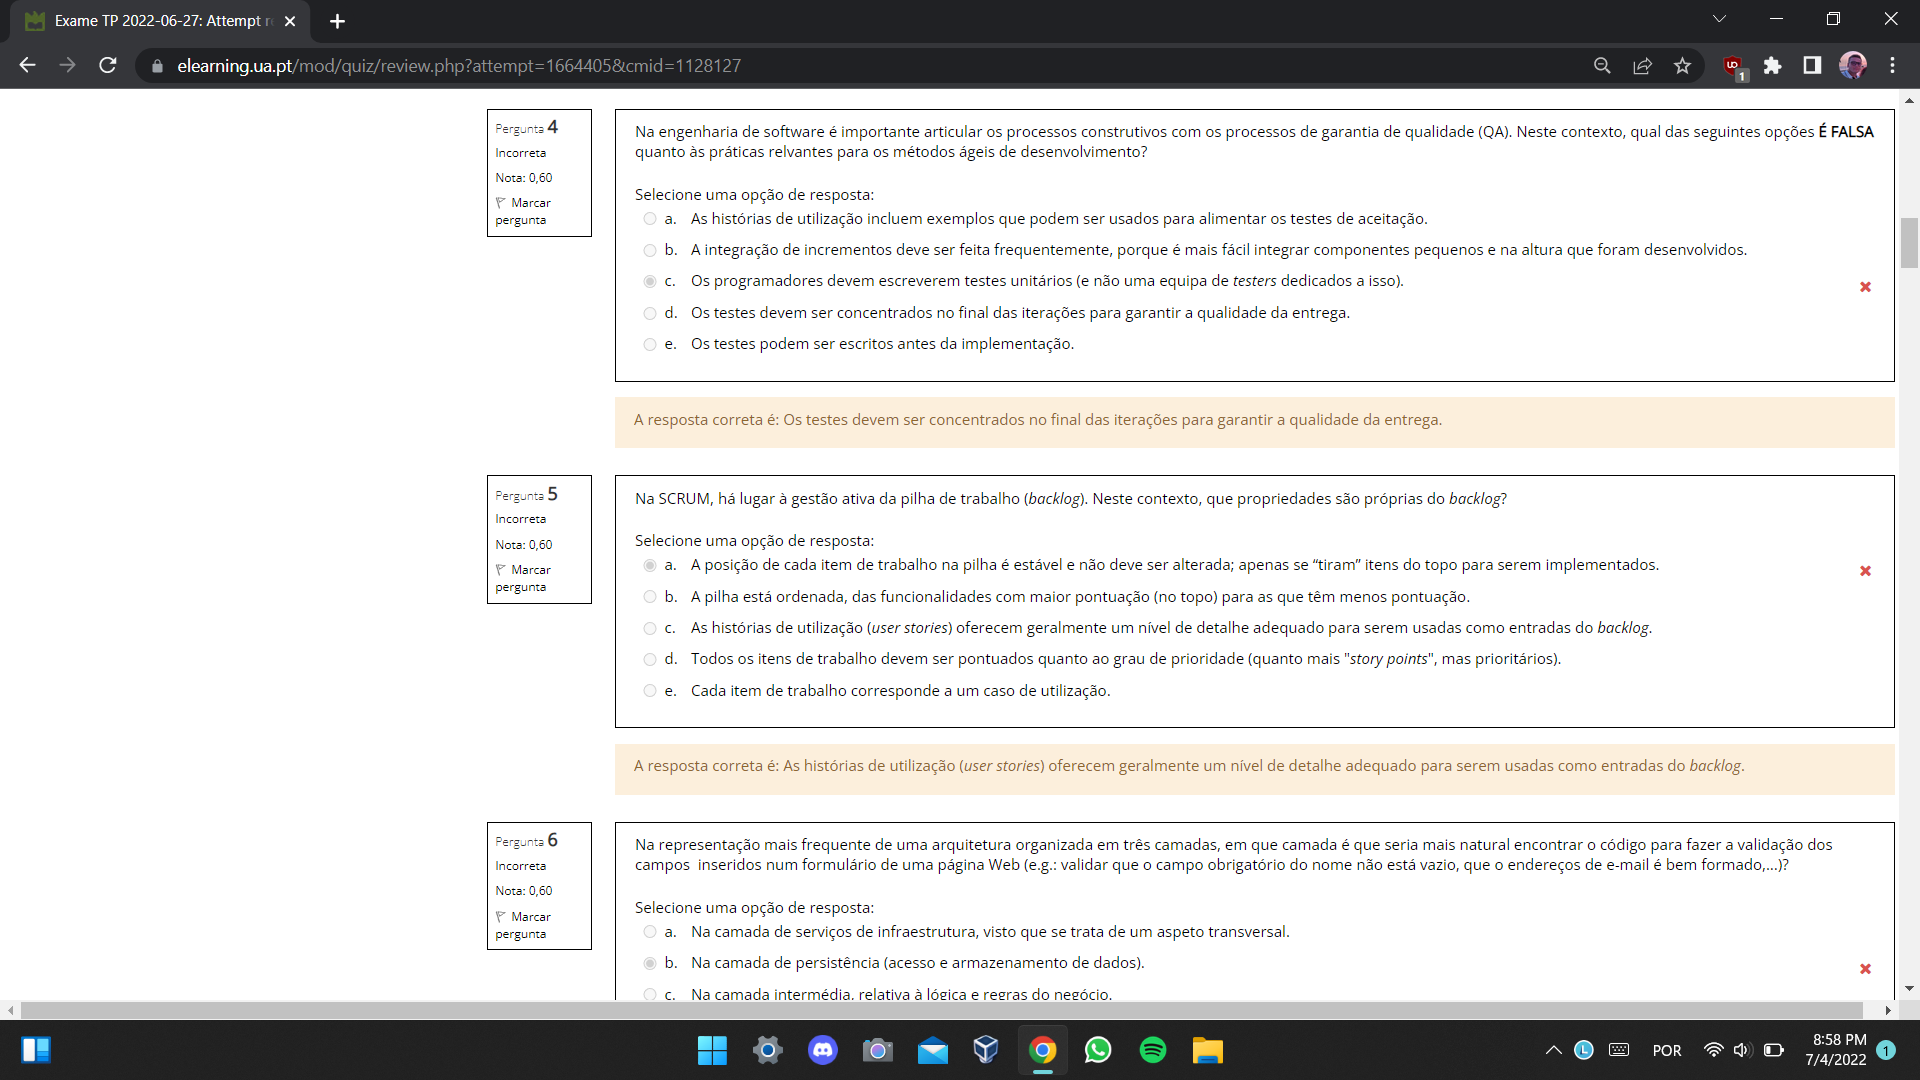 Exame TP 2022-06-27: Attempt r
elearning.ua.pt/mod/quiz/review.php?attempt=1664405&cmid=1128127
1
Pergunta 4
Incorreta
Nota: 0,60
Marcar
pergunta
Na engenharia de software é importante articular os processos construtivos com os processos de garantia de qualidade (QA). Neste contexto, qual das seguintes opções É FALSA
quanto às práticas relvantes para os métodos ágeis de desenvolvimento?
Selecione uma opção de resposta:
a. As histórias de utilização incluem exemplos que podem ser usados para alimentar os testes de aceitação.
b. A integração de incrementos deve ser feita frequentemente, porque é mais fácil integrar componentes pequenos e na altura que foram desenvolvidos.
c. Os programadores devem escreverem testes unitários (e não uma equipa de testers dedicados a isso).
d. Os testes devem ser concentrados no final das iterações para garantir a qualidade da entrega.
e. Os testes podem ser escritos antes da implementação.
A resposta correta é: Os testes devem ser concentrados no final das iterações para garantir a qualidade da entrega.
Pergunta 5
Incorreta
Nota: 0,60
Marcar
pergunta
Na SCRUM, há lugar à gestão ativa da pilha de trabalho (backlog). Neste contexto, que propriedades são próprias do backlog?
Selecione uma opção de resposta:
a. A posição de cada item de trabalho na pilha é estável e não deve ser alterada; apenas se “tiram” itens do topo para serem implementados.
b. A pilha está ordenada, das funcionalidades com maior pontuação (no topo) para as que têm menos pontuação.
c. As histórias de utilização (user stories) oferecem geralmente um nível de detalhe adequado para serem usadas como entradas do backlog.
d. Todos os itens de trabalho devem ser pontuados quanto ao grau de prioridade (quanto mais "story points", mas prioritários).
e. Cada item de trabalho corresponde a um caso de utilização.
A resposta correta é: As histórias de utilização (user stories) oferecem geralmente um nível de detalhe adequado para serem usadas como entradas do backlog.
Pergunta 6
Incorreta
Nota: 0,60
Marcar
pergunta
Na representação mais frequente de uma arquitetura organizada em três camadas, em que camada é que seria mais natural encontrar o código para fazer a validação dos
campos inseridos num formulário de uma página Web (e.g.: validar que o campo obrigatório do nome não está vazio, que o endereços de e-mail é bem formado,...)?
Selecione uma opção de resposta:
a. Na camada de serviços de infraestrutura, visto que se trata de um aspeto transversal.
b. Na camada de persistência (acesso e armazenamento de dados).
c. Na camada intermédia, relativa à lógica e regras do negócio.
L
POR
8:58 PM
7/4/2022
1